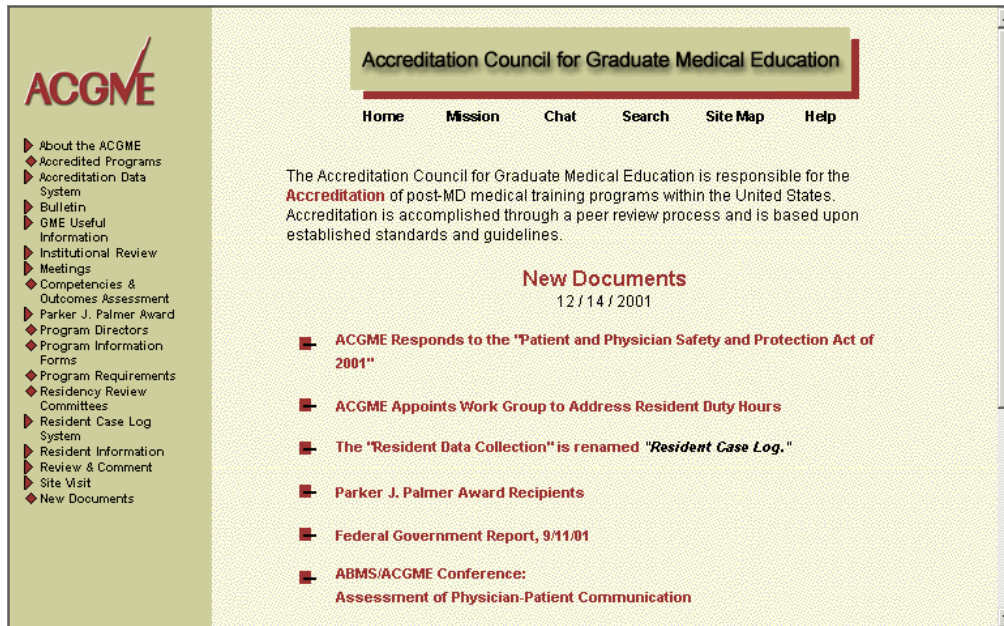 ACGME
About the ACGME
Accredited Programs
Accreditation Data
System
Bulletin
GME Useful
Information
Institutional Review
Meetings
Competencies &
Outcomes Assessment
Parker J. Palmer Award
Program Directors
Program Information
Forms
Program Requirements
Residency Review
Committees
Resident Case Log
System
Resident Information
Review & Comment
Site Visit
New Documents
Accreditation Council for Graduate Medical Education
Home Mission Chat Search Site Map Help
The Accreditation Council for Graduate Medical Education is responsible for the
Accreditation of post-MD medical training programs within the United States.
Accreditation is accomplished through a peer review process and is based upon
established standards and guidelines.
New Documents
12 / 14 / 2001
ACGME Responds to the "Patient and Physician Safety and Protection Act of
2001"
ACGME Appoints Work Group to Address Resident Duty Hours
The "Resident Data Collection" is renamed "Resident Case Log."
Parker J. Palmer Award Recipients
Federal Government Report, 9/11/01
ABMS/ACGME Conference:
Assessment of Physician-Patient Communication